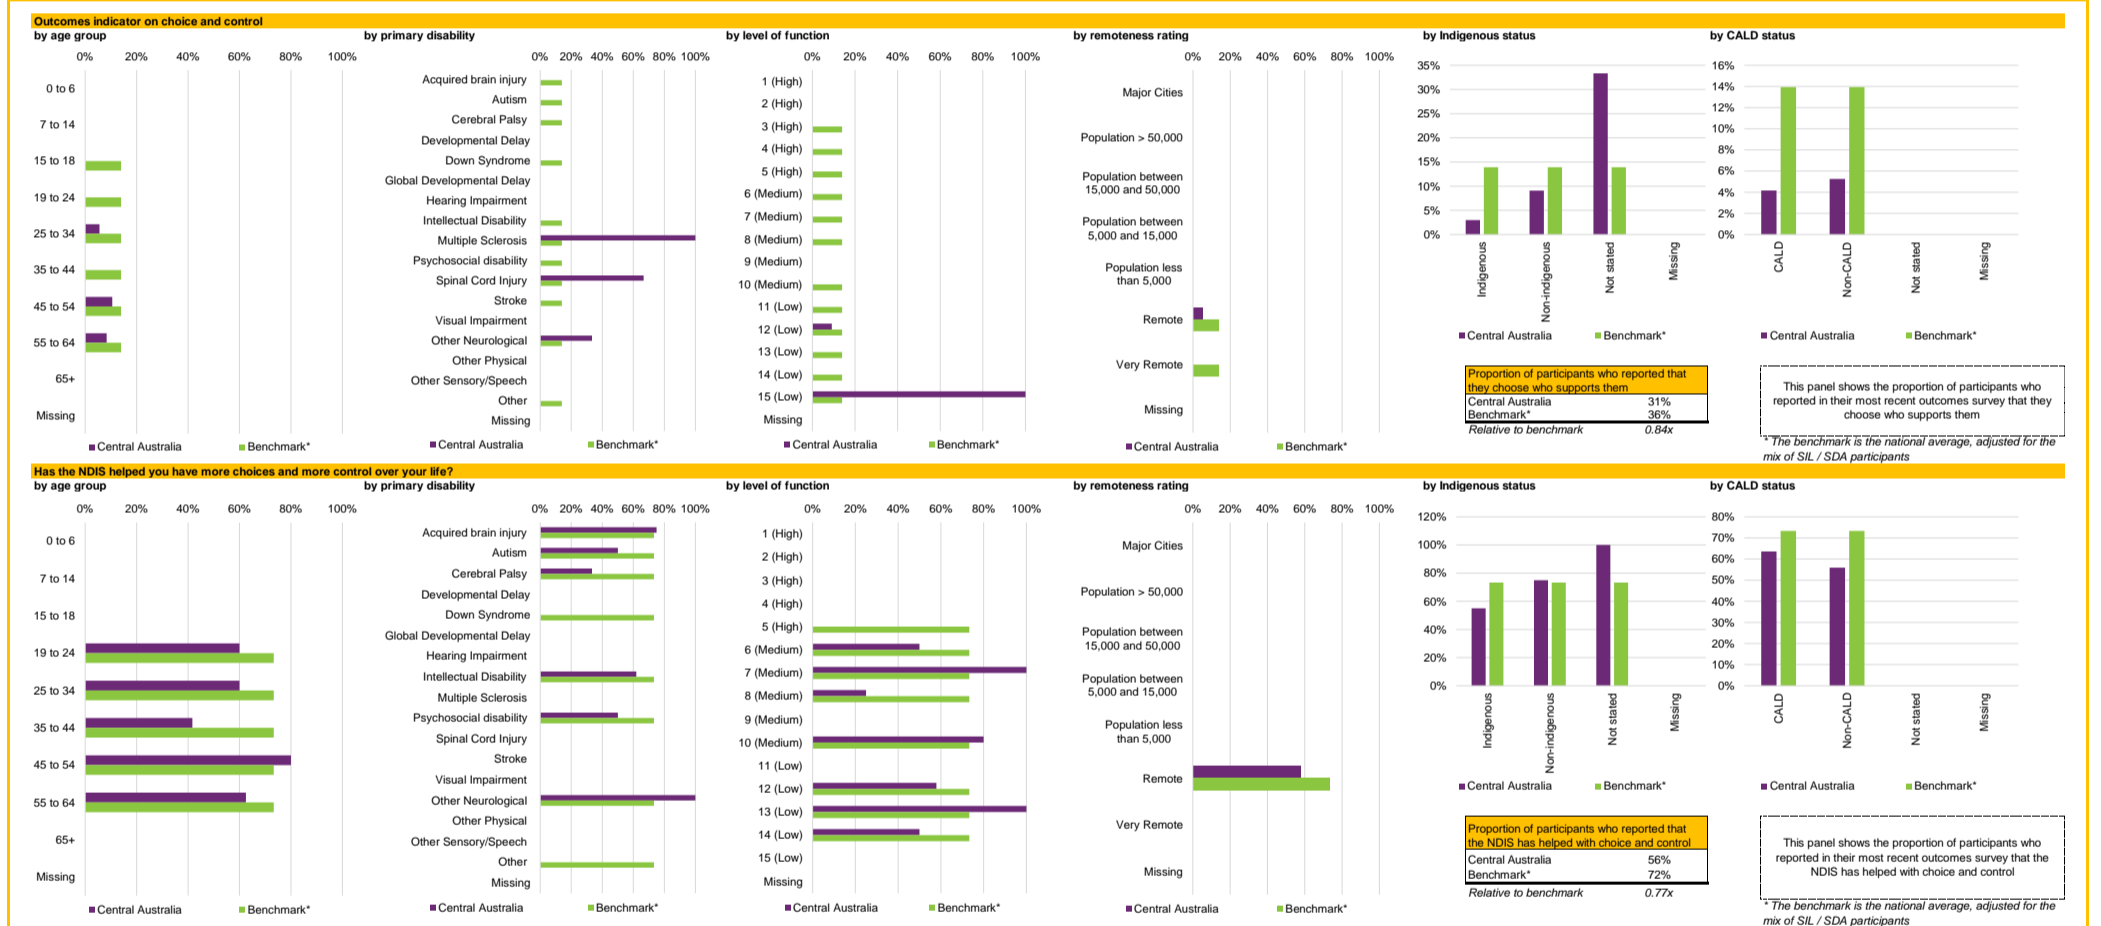 Outcomes indicator on choice and control
by age group
0% 20% 40% 60% 80% 100%
0 to 6
7 to 14
15 to 18
19 to 24
25 to 34
35 to 44
45 to 54
55 to 64
65+
Missing
Central Australia Benchmark*
by primary disability
0% 20% 40% 60% 80% 100%
Acquired brain injury
Autism
Cerebral Palsy
Developmental Delay
Down Syndrome
Global Developmental Delay
Hearing Impairment
Intellectual Disability
Multiple Sclerosis
Psychosocial disability
Spinal Cord Injury
Stroke
Visual Impairment
Other Neurological
Other Physical
Other Sensory/Speech
Other
Missing
Central Australia Benchmark*
by level of function
0% 20% 40% 60% 80% 100%
1 (High)
2 (High)
3 (High)
4 (High)
5 (High)
6 (Medium)
7 (Medium)
8 (Medium)
9 (Medium)
10 (Medium)
11 (Low)
12 (Low)
13 (Low)
14 (Low)
15 (Low)
Missing
Central Australia Benchmark*
by remoteness rating
0% 20% 40% 60% 80% 100%
Major Cities
Population > 50,000
Population between
15,000 and 50,000
Population between
5,000 and 15,000
Population less
than 5,000
Remote
Very Remote
Missing
Central Australia Benchmark*
by Indigenous status
35%
30%
25%
20%
15%
10%
5%
0%
Indigenous
Non-indigenous
Not stated
Missing
Central Australia Benchmark*
by CALD status
16%
14%
12%
10%
8%
6%
4%
2%
0%
CALD
Non-CALD
Not stated
Missing
Central Australia Benchmark*
Proportion of participants who reported that
they choose who supports them
Central Australia 31%
Benchmark* 36%
Relative to benchmark 0.84x
This panel shows the proportion of participants who
reported in their most recent outcomes survey that they
choose who supports them
* The benchmark is the national average, adjusted for the
mix of SIL / SDA participants
Has the NDIS helped you have more choices and more control over your life?
by age group
0% 20% 40% 60% 80% 100%
0 to 6
7 to 14
15 to 18
19 to 24
25 to 34
35 to 44
45 to 54
55 to 64
65+
Missing
Central Australia Benchmark*
by primary disability
0% 20% 40% 60% 80% 100%
Acquired brain injury
Autism
Cerebral Palsy
Developmental Delay
Down Syndrome
Global Developmental Delay
Hearing Impairment
Intellectual Disability
Multiple Sclerosis
Psychosocial disability
Spinal Cord Injury
Stroke
Visual Impairment
Other Neurological
Other Physical
Other Sensory/Speech
Other
Missing
Central Australia Benchmark*
by level of function
0% 20% 40% 60% 80% 100%
1 (High)
2 (High)
3 (High)
4 (High)
5 (High)
6 (Medium)
7 (Medium)
8 (Medium)
9 (Medium)
10 (Medium)
11 (Low)
12 (Low)
13 (Low)
14 (Low)
15 (Low)
Missing
Central Australia Benchmark*
by remoteness rating
0% 20% 40% 60% 80% 100%
Major Cities
Population > 50,000
Population between
15,000 and 50,000
Population between
5,000 and 15,000
Population less
than 5,000
Remote
Very Remote
Missing
Central Australia Benchmark*
by Indigenous status
120%
100%
80%
60%
40%
20%
0%
Indigenous
Non-indigenous
Not stated
Missing
Central Australia Benchmark*
by CALD status
80%
70%
60%
50%
40%
30%
20%
10%
0%
CALD
Non-CALD
Not stated
Missing
Central Australia Benchmark*
Proportion of participants who reported that
the NDIS has helped with choice and control
Central Australia 56%
Benchmark* 72%
Relative to benchmark 0.77x
This panel shows the proportion of participants who
reported in their most recent outcomes survey that the
NDIS has helped with choice and control
* The benchmark is the national average, adjusted for the
mix of SIL / SDA participants